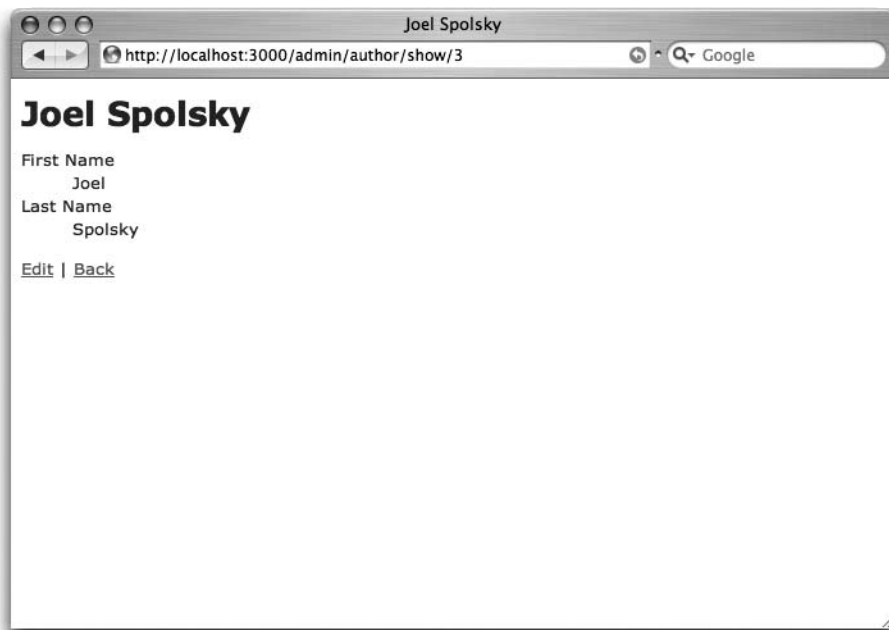 Joel Spolsky
http://localhost:3000/admin/author/show/3
Google
Joel Spolsky
First Name
Joel
Last Name
Spolsky
Edit | Back